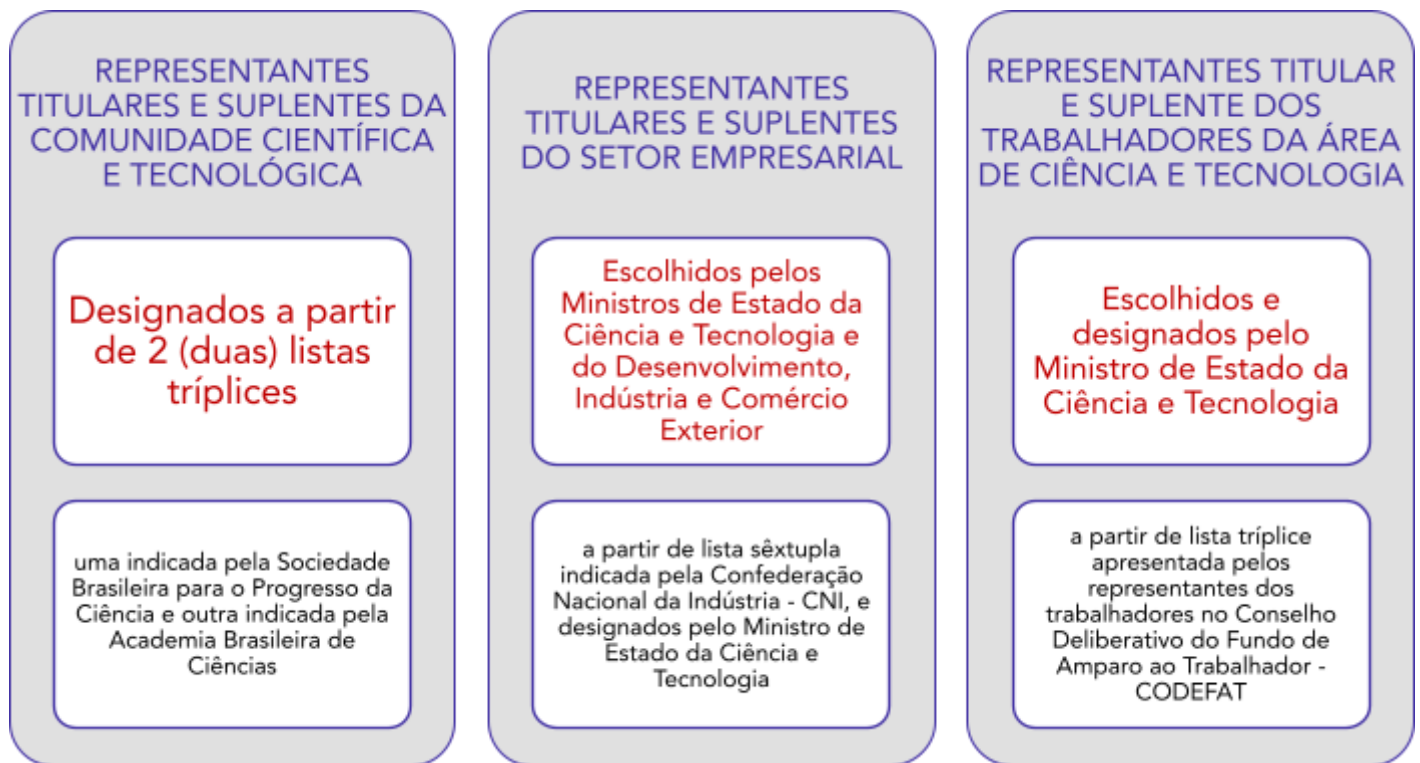 REPRESENTANTES
TITULARES E SUPLENTES DA
COMUNIDADE CIENTÍFICA
E TECNOLÓGICA
Designados a partir
de 2 (duas) listas
tríplices
uma indicada pela Sociedade
Brasileira para o Progresso da
Ciência e outra indicada pela
Academia Brasileira de
Ciências
REPRESENTANTES
TITULARES E SUPLENTES
DO SETOR EMPRESARIAL
Escolhidos pelos
Ministros de Estado da
Ciência e Tecnologia e
do Desenvolvimento,
Indústria e Comércio
Exterior
a partir de lista sêxtupla
indicada pela Confederação
Nacional da Indústria - CNI, e
designados pelo Ministro de
Estado da Ciência e
Tecnologia
REPRESENTANTES TITULAR
E SUPLENTE DOS
TRABALHADORES DA ÁREA
DE CIÊNCIA E TECNOLOGIA
Escolhidos e
designados pelo
Ministro de Estado da
Ciência e Tecnologia
a partir de lista tríplice
apresentada pelos
representantes dos
trabalhadores no Conselho
Deliberativo do Fundo de
Amparo ao Trabalhador -
CODEFAT